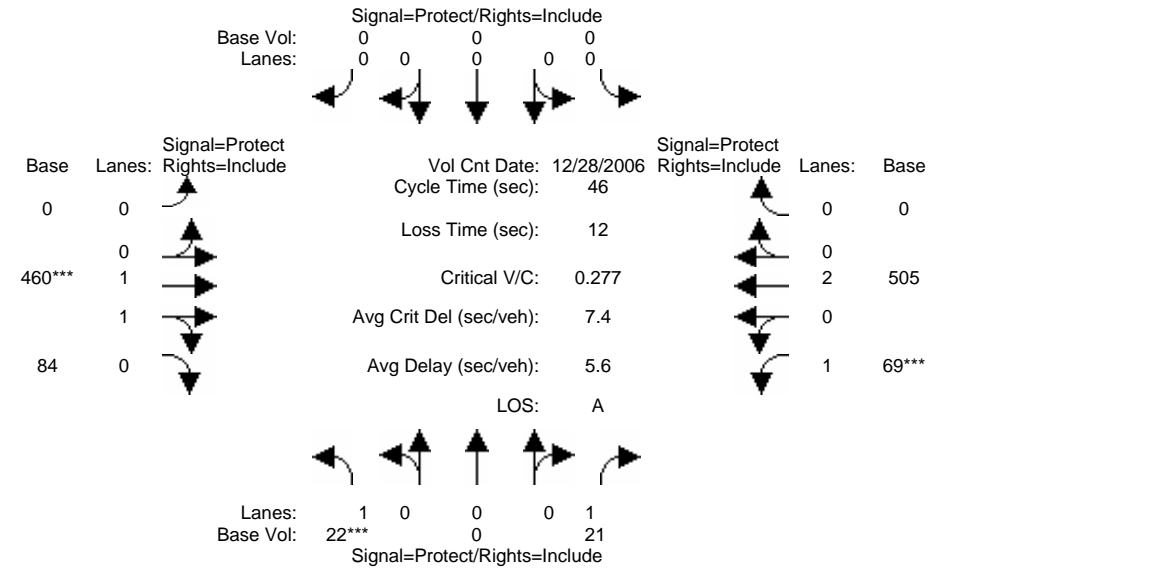 Signal=Protect/Rights=Include
Base Vol: 0 0 0
Lanes: 0 0 0 0 0
Signal=Protect Signal=Protect
Base Lanes: Rights=Include Vol Cnt Date: 12/28/2006 Rights=Include Lanes: Base
Cycle Time (sec): 46
0 0 0 0
Loss Time (sec): 12
0 0
460*** 1 Critical V/C: 0.277 2 505
1 Avg Crit Del (sec/veh): 7.4 0
84 0 Avg Delay (sec/veh): 5.6 1 69***
LOS: A
Lanes: 1 0 0 0 1
Base Vol: 22*** 0 21
Signal=Protect/Rights=Include